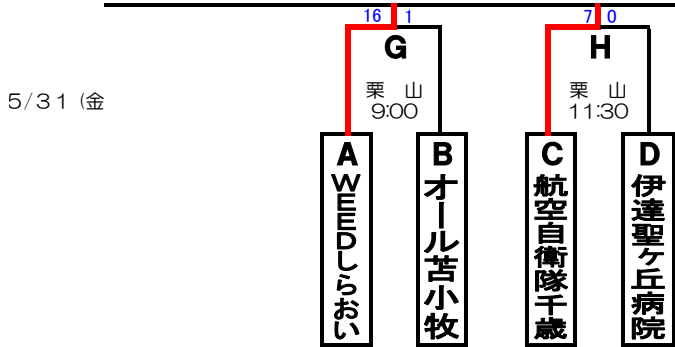 16 1
7 0
G
H
5/31（金
栗　山
9:00
栗　山
11:30
A
WEEDしらおい
B
オール苫小牧
C
航空自衛隊千歳
D
伊達聖ヶ丘病院